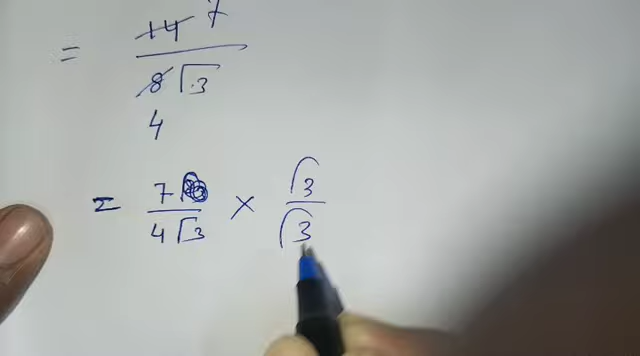 = 14 7
8 √3
4
= 7 / 4√3 × √3 / √3